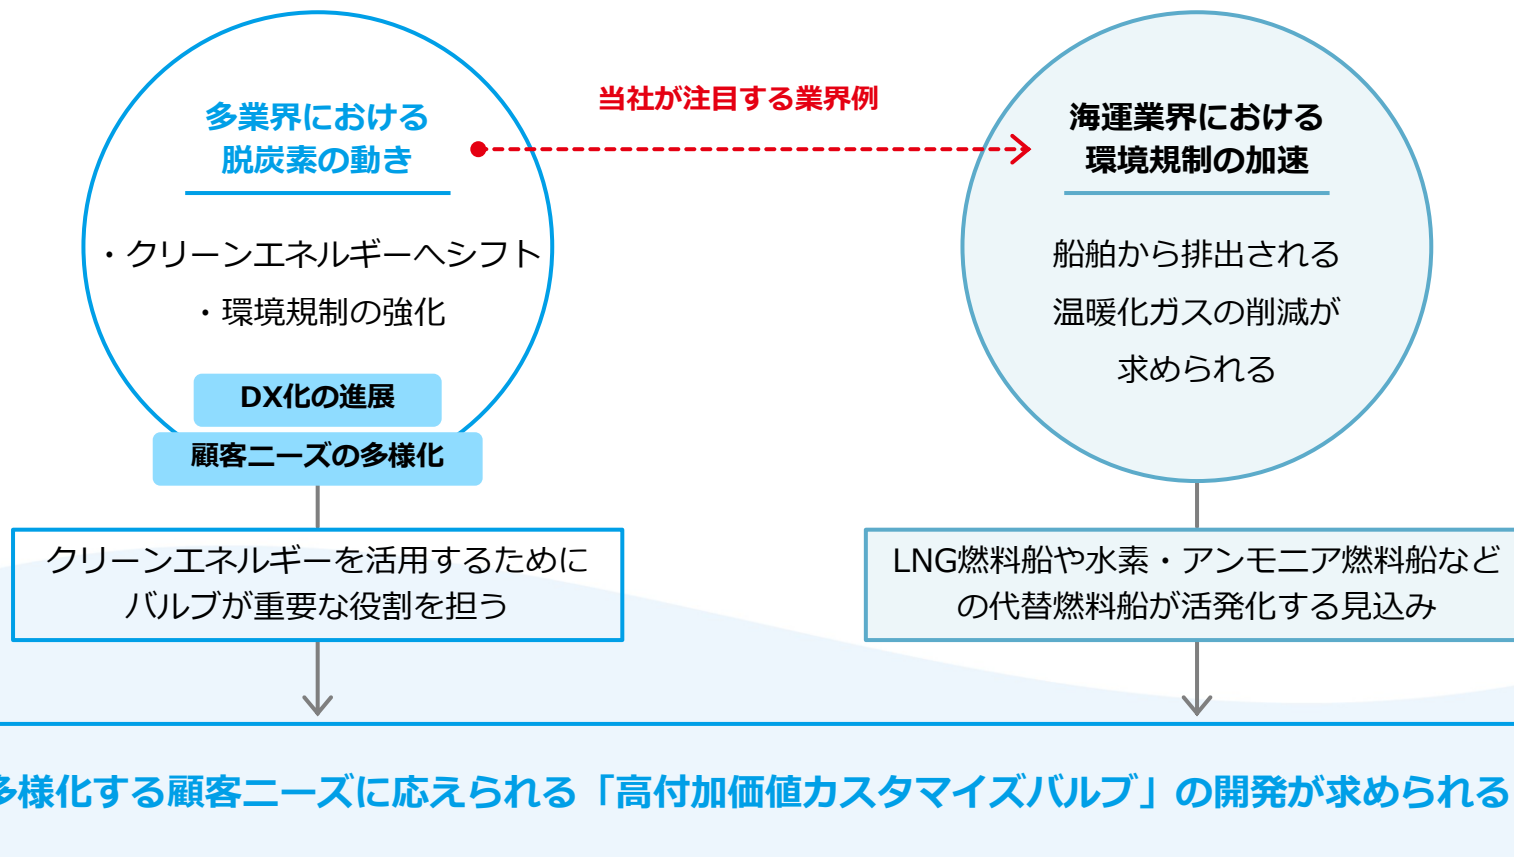 多業界における
脱炭素の動き
・クリーンエネルギーへシフト
・環境規制の強化
DX化の進展
顧客ニーズの多様化
当社が注目する業界例
海運業界における
環境規制の加速
船舶から排出される
温暖化ガスの削減が
求められる
クリーンエネルギーを活用するために
バルブが重要な役割を担う
LNG燃料船や水素・アンモニア燃料船など
の代替燃料船が活発化する見込み
多様化する顧客ニーズに応えられる「高付加価値カスタマイズバルブ」の開発が求められる